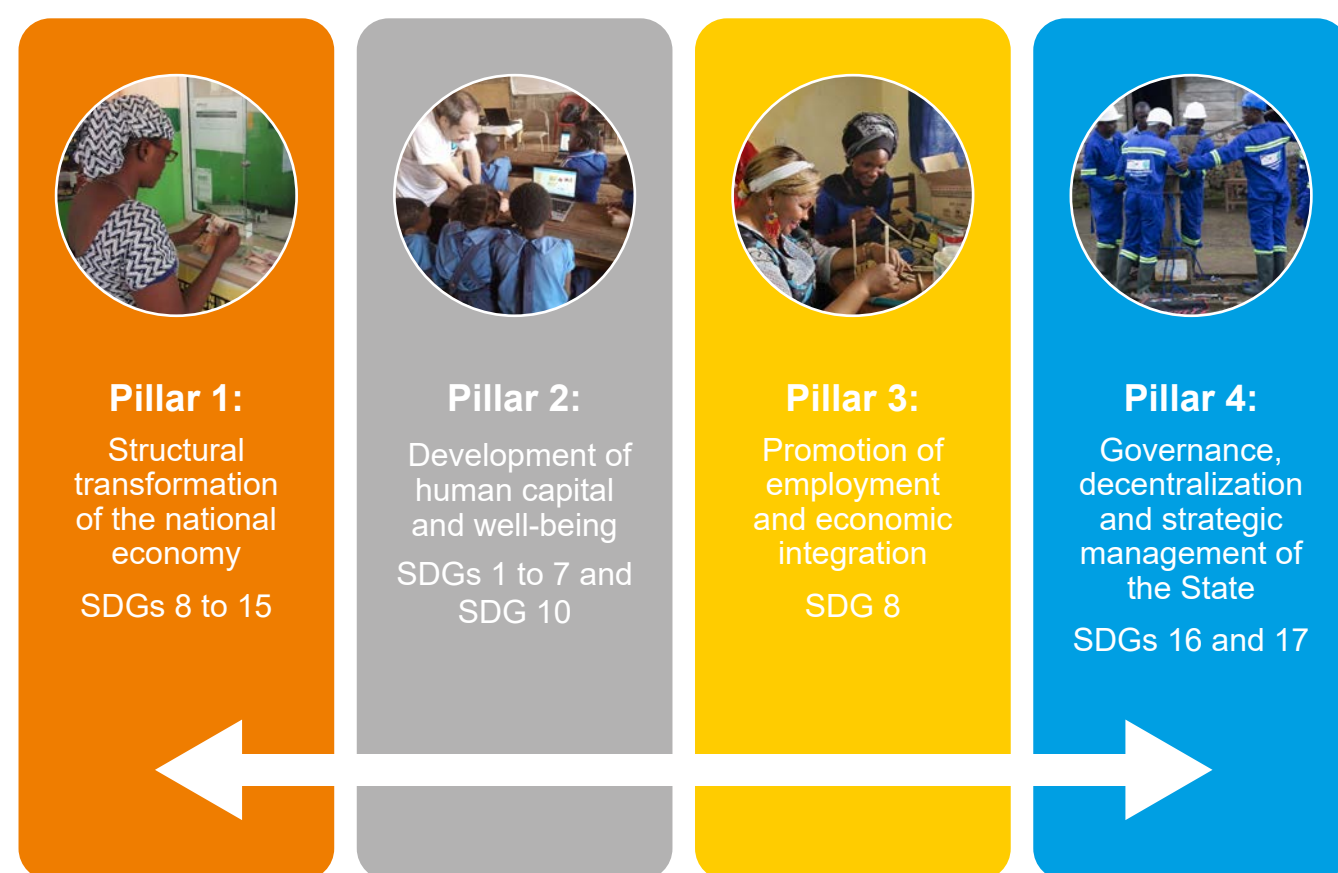 Pillar 1:
Structural
transformation
of the national
economy
SDGs 8 to 15
Pillar 2:
Development of
human capital
and well-being
SDGs 1 to 7 and
SDG 10
Pillar 3:
Promotion of
employment
and economic
integration
SDG 8
Pillar 4:
Governance,
decentralization
and strategic
management of
the State
SDGs 16 and 17